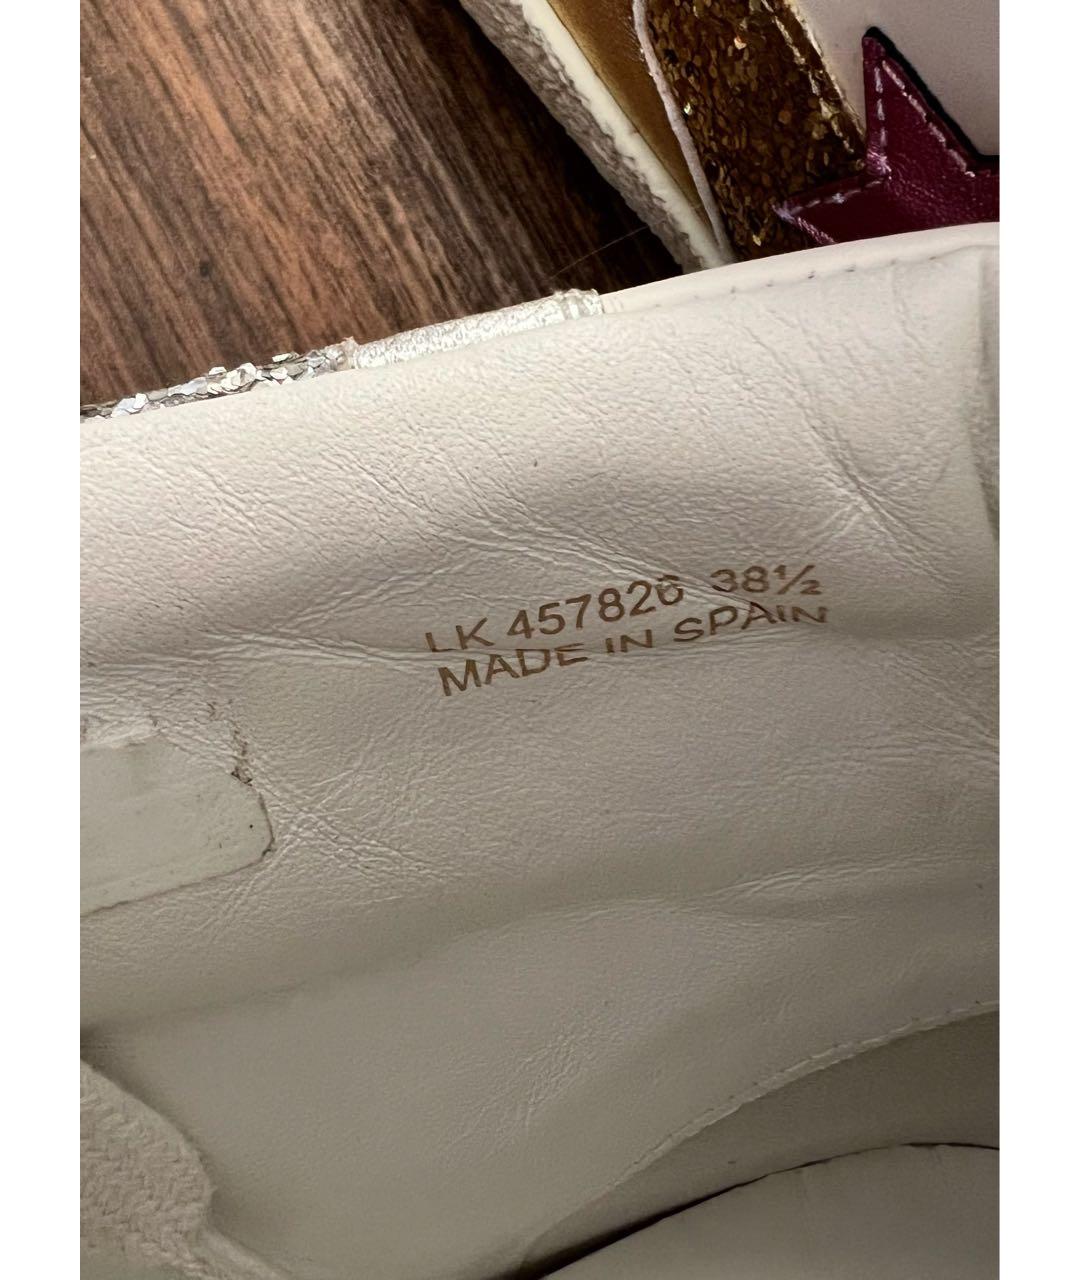 LK 457826 38½
MADE IN SPAIN